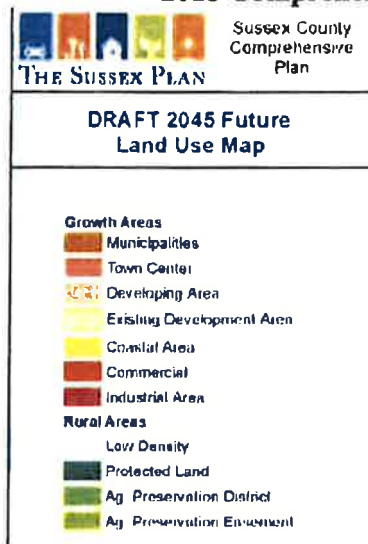 Sussex County
Comprehensive
Plan
THE SUSSEX PLAN
DRAFT 2045 Future
Land Use Map
Growth Areas
Municipalities
Town Center
Developing Area
Existing Development Area
Coastal Area
Commercial
Industrial Area
Rural Areas
Low Density
Protected Land
Ag Preservation District
Ag Preservation Easement